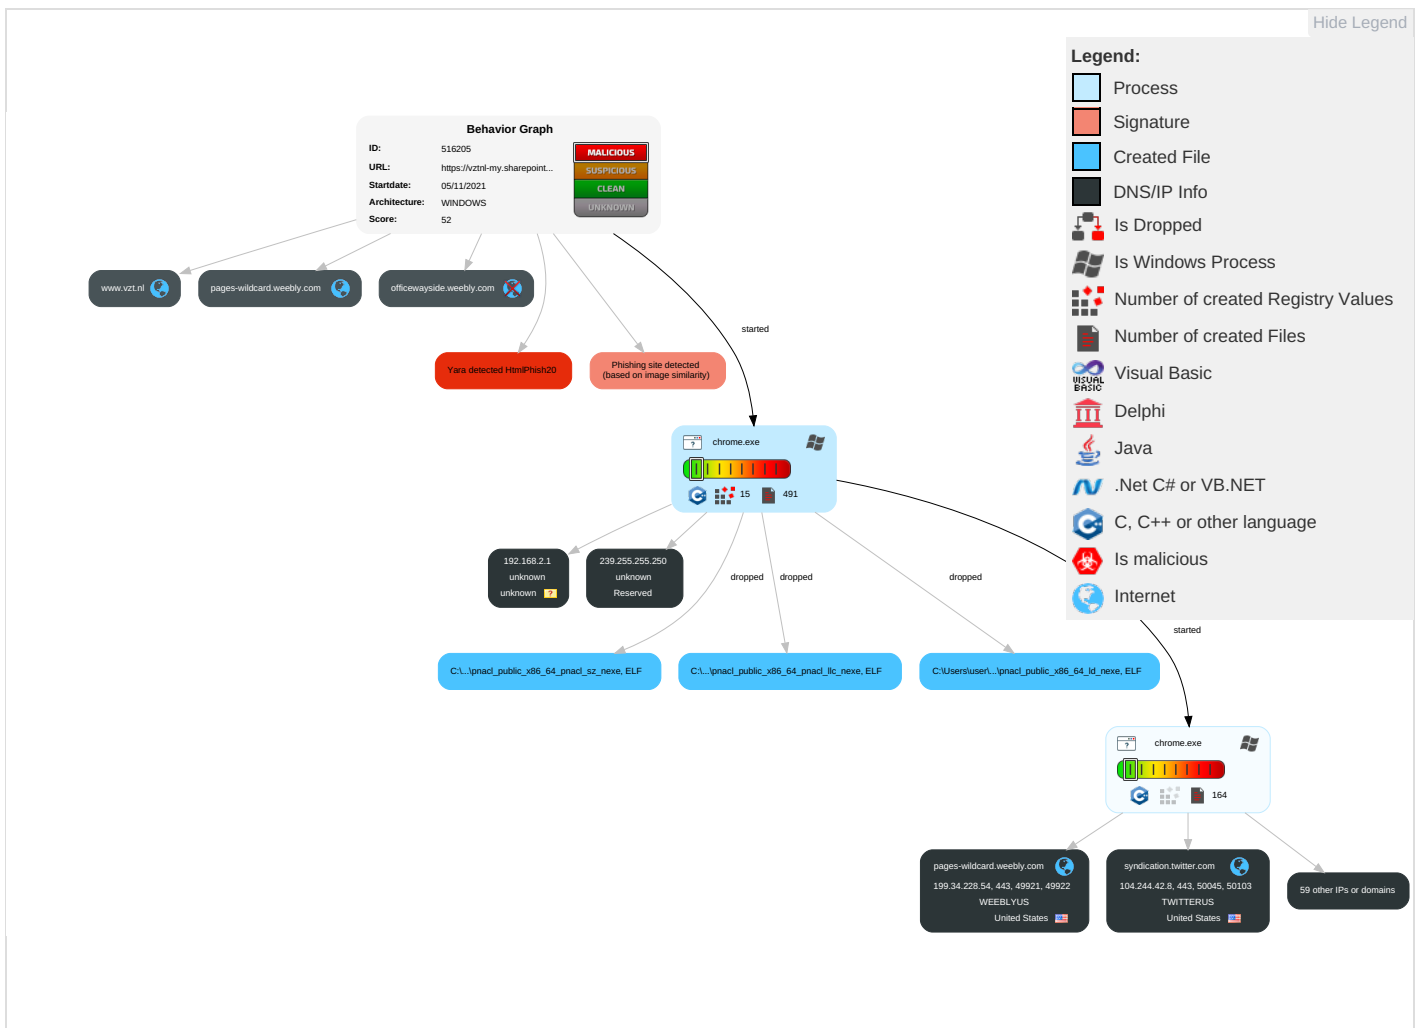 Hide Legend
Legend:
Process
Signature
Created File
DNS/IP Info
Is Dropped
Is Windows Process
Number of created Registry Values
Number of created Files
VISUAL BASIC
Visual Basic
Delphi
Java
.Net C# or VB.NET
C, C++ or other language
Is malicious
Internet
Behavior Graph
ID: 516205
URL: https://vztnl-my.sharepoint...
Startdate: 05/11/2021
Architecture: WINDOWS
Score: 52
MALICIOUS
SUSPICIOUS
CLEAN
UNKNOWN
www.vzt.nl
pages-wildcard.weebly.com
officewayside.weebly.com
started
Yara detected HtmlPhish20
Phishing site detected
(based on image similarity)
chrome.exe
15 491
192.168.2.1
unknown
unknown
239.255.255.250
unknown
Reserved
dropped
dropped
dropped
started
C:\...\pnacl_public_x86_64_pnacl_sz_nexe, ELF
C:\...\pnacl_public_x86_64_pnacl_llc_nexe, ELF
C:\Users\user\...\pnacl_public_x86_64_ld_nexe, ELF
chrome.exe
164
pages-wildcard.weebly.com
199.34.228.54, 443, 49921, 49922
WEEBLYUS
United States
syndication.twitter.com
104.244.42.8, 443, 50045, 50103
TWITTERUS
United States
59 other IPs or domains